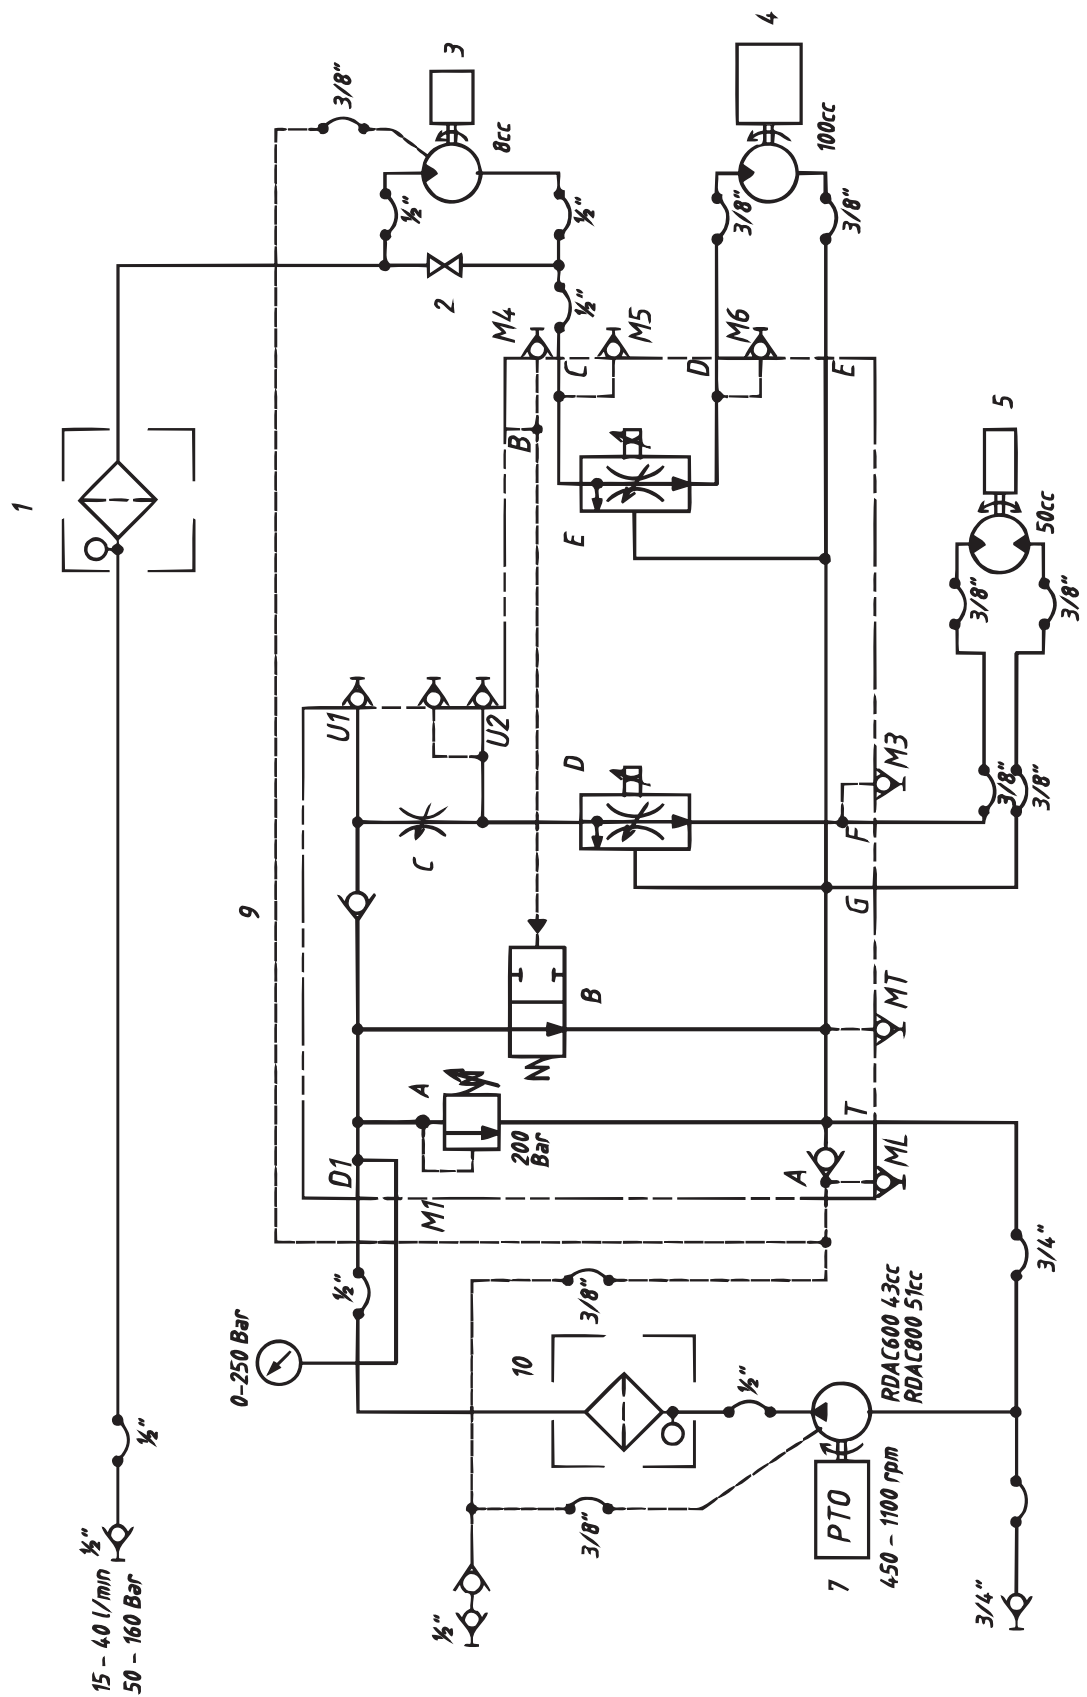 15 – 40 l/min
50 – 160 Bar
½"
½"
1
3/8"
3
8cc
4
100cc
½"
½"
2
½"
3/8"
3/8"
M4
M5
M6
C
D
E
B
E
5
50cc
3/8"
3/8"
U1
U2
D
C
M3
F
3/8"
3/8"
G
9
B
MT
A
200
Bar
T
D1
M1
A
ML
½"
0-250 Bar
3/8"
10
½"
RDAC600 43cc
RDAC800 51cc
3/4"
3/8"
PTO
7
450 – 1100 rpm
½"
3/4"